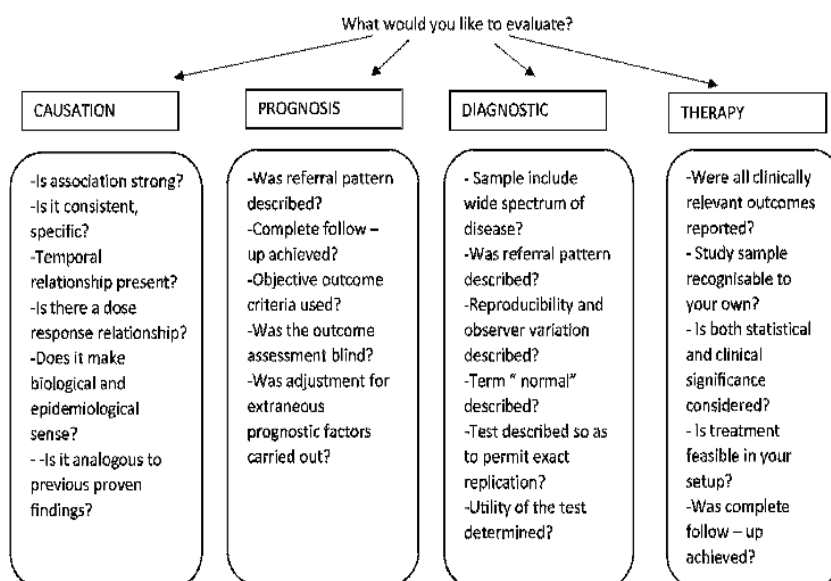 What would you like to evaluate?
CAUSATION
-Is association strong?
-Is it consistent,
specific?
-Temporal
relationship present?
-Is there a dose
response relationship?
-Does it make
biological and
epidemiological
sense?
- -Is it analogous to
previous proven
findings?
PROGNOSIS
-Was referral pattern
described?
-Complete follow –
up achieved?
-Objective outcome
criteria used?
-Was the outcome
assessment blind?
-Was adjustment for
extraneous
prognostic factors
carried out?
DIAGNOSTIC
- Sample include
wide spectrum of
disease?
-Was referral pattern
described?
-Reproducibility and
observer variation
described?
-Term “ normal”
described?
-Test described so as
to permit exact
replication?
-Utility of the test
determined?
THERAPY
-Were all clinically
relevant outcomes
reported?
-Study sample
recognisable to
your own?
- Is both statistical
and clinical
significance
considered?
- Is treatment
feasible in your
setup?
-Was complete
follow – up
achieved?